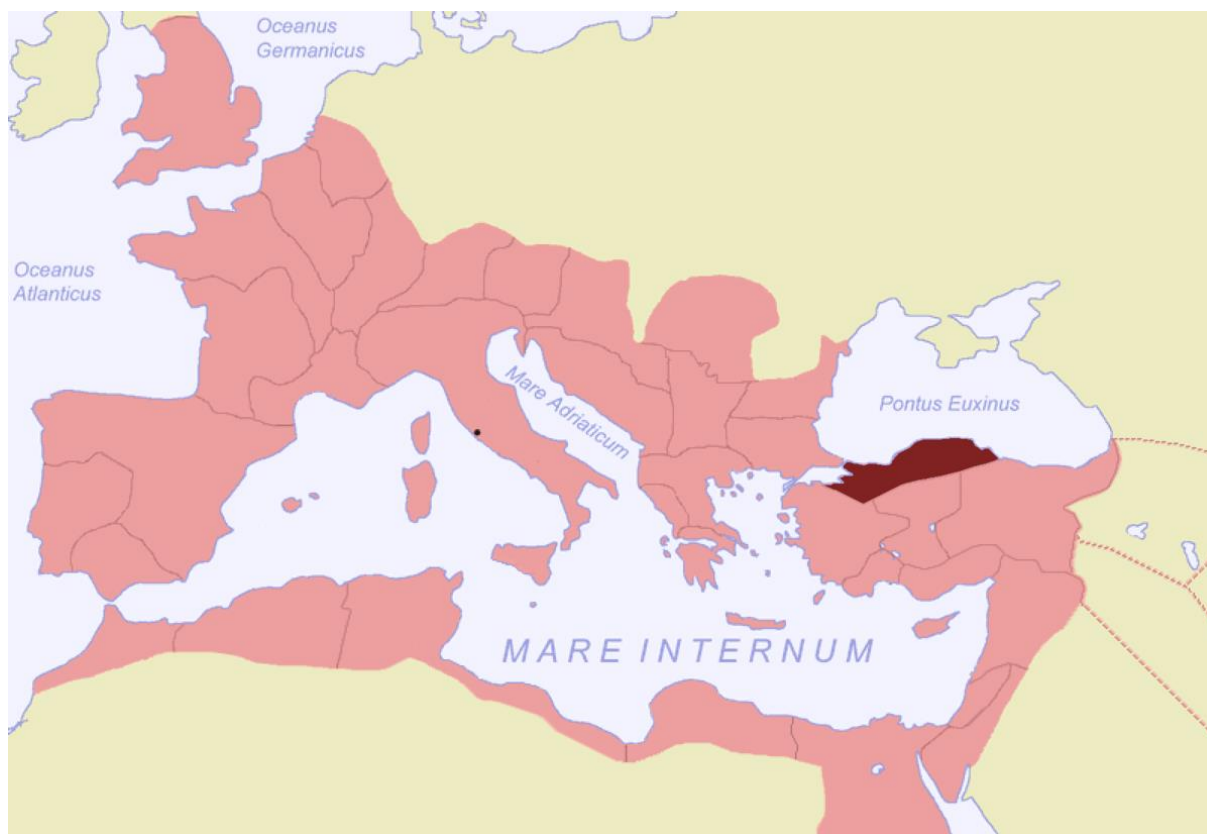 Oceanus
Germanicus
Oceanus
Atlanticus
Mare Adriaticum
Pontus Euxinus
MARE INTERNUM